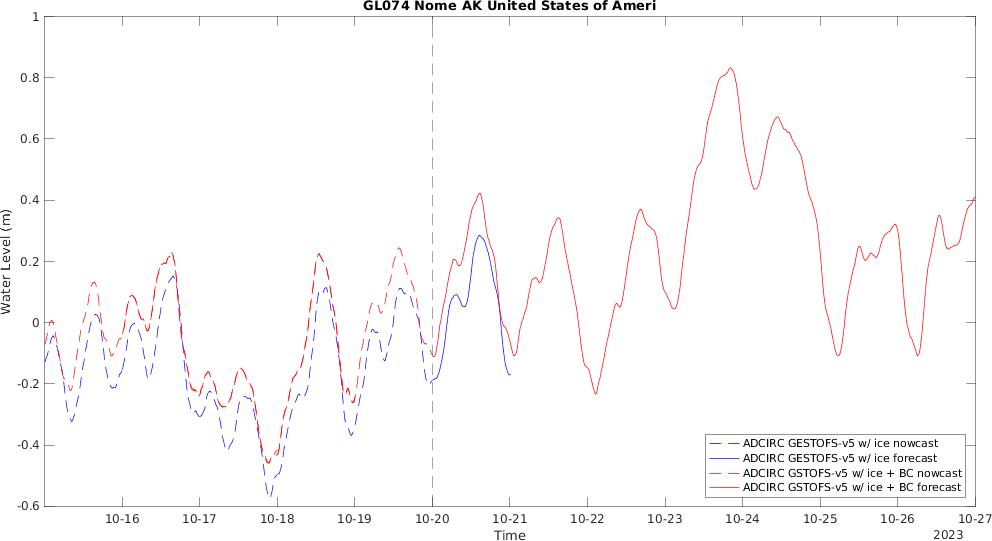 GL074 Nome AK United States of Ameri
1
0.8
0.6
0.4
0.2
0
-0.2
-0.4
-0.6
Water Level (m)
ADCIRC GESTOFS-v5 w/ ice nowcast
ADCIRC GESTOFS-v5 w/ ice forecast
ADCIRC GSTOFS-v5 w/ ice + BC nowcast
ADCIRC GSTOFS-v5 w/ ice + BC forecast
10-16 10-17 10-18 10-19 10-20 10-21 10-22 10-23 10-24 10-25 10-26 10-27
Time
2023